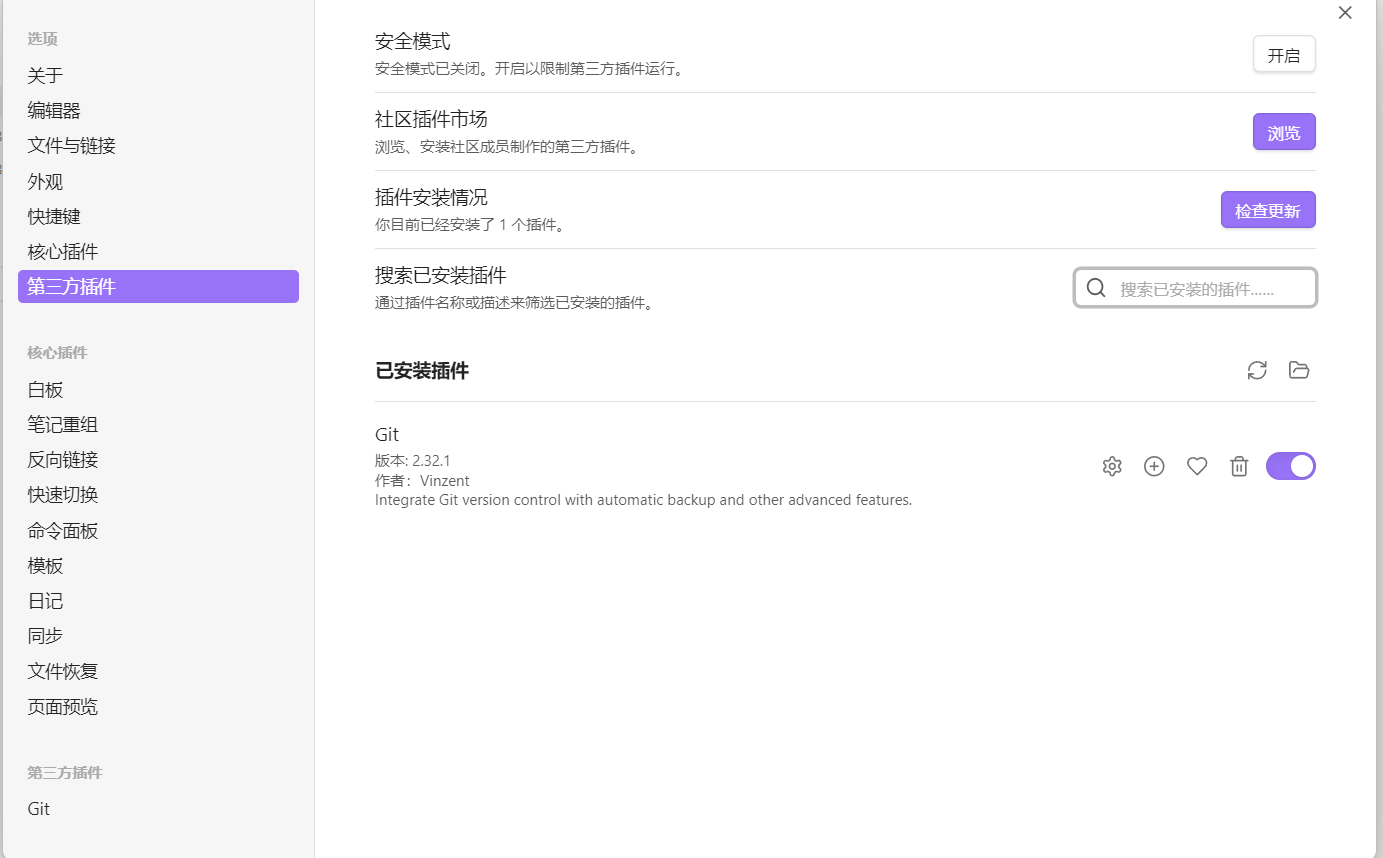 选项
关于
编辑器
文件与链接
外观
快捷键
核心插件
第三方插件
核心插件
白板
笔记重组
反向链接
快速切换
命令面板
模板
日记
同步
文件恢复
页面预览
第三方插件
Git
安全模式
安全模式已关闭。开启以限制第三方插件运行。
开启
社区插件市场
浏览、安装社区成员制作的第三方插件。
浏览
插件安装情况
你目前已经安装了 1 个插件。
检查更新
搜索已安装插件
通过插件名称或描述来筛选已安装的插件。
搜索已安装的插件......
已安装插件
Git
版本: 2.32.1
作者：Vinzent
Integrate Git version control with automatic backup and other advanced features.